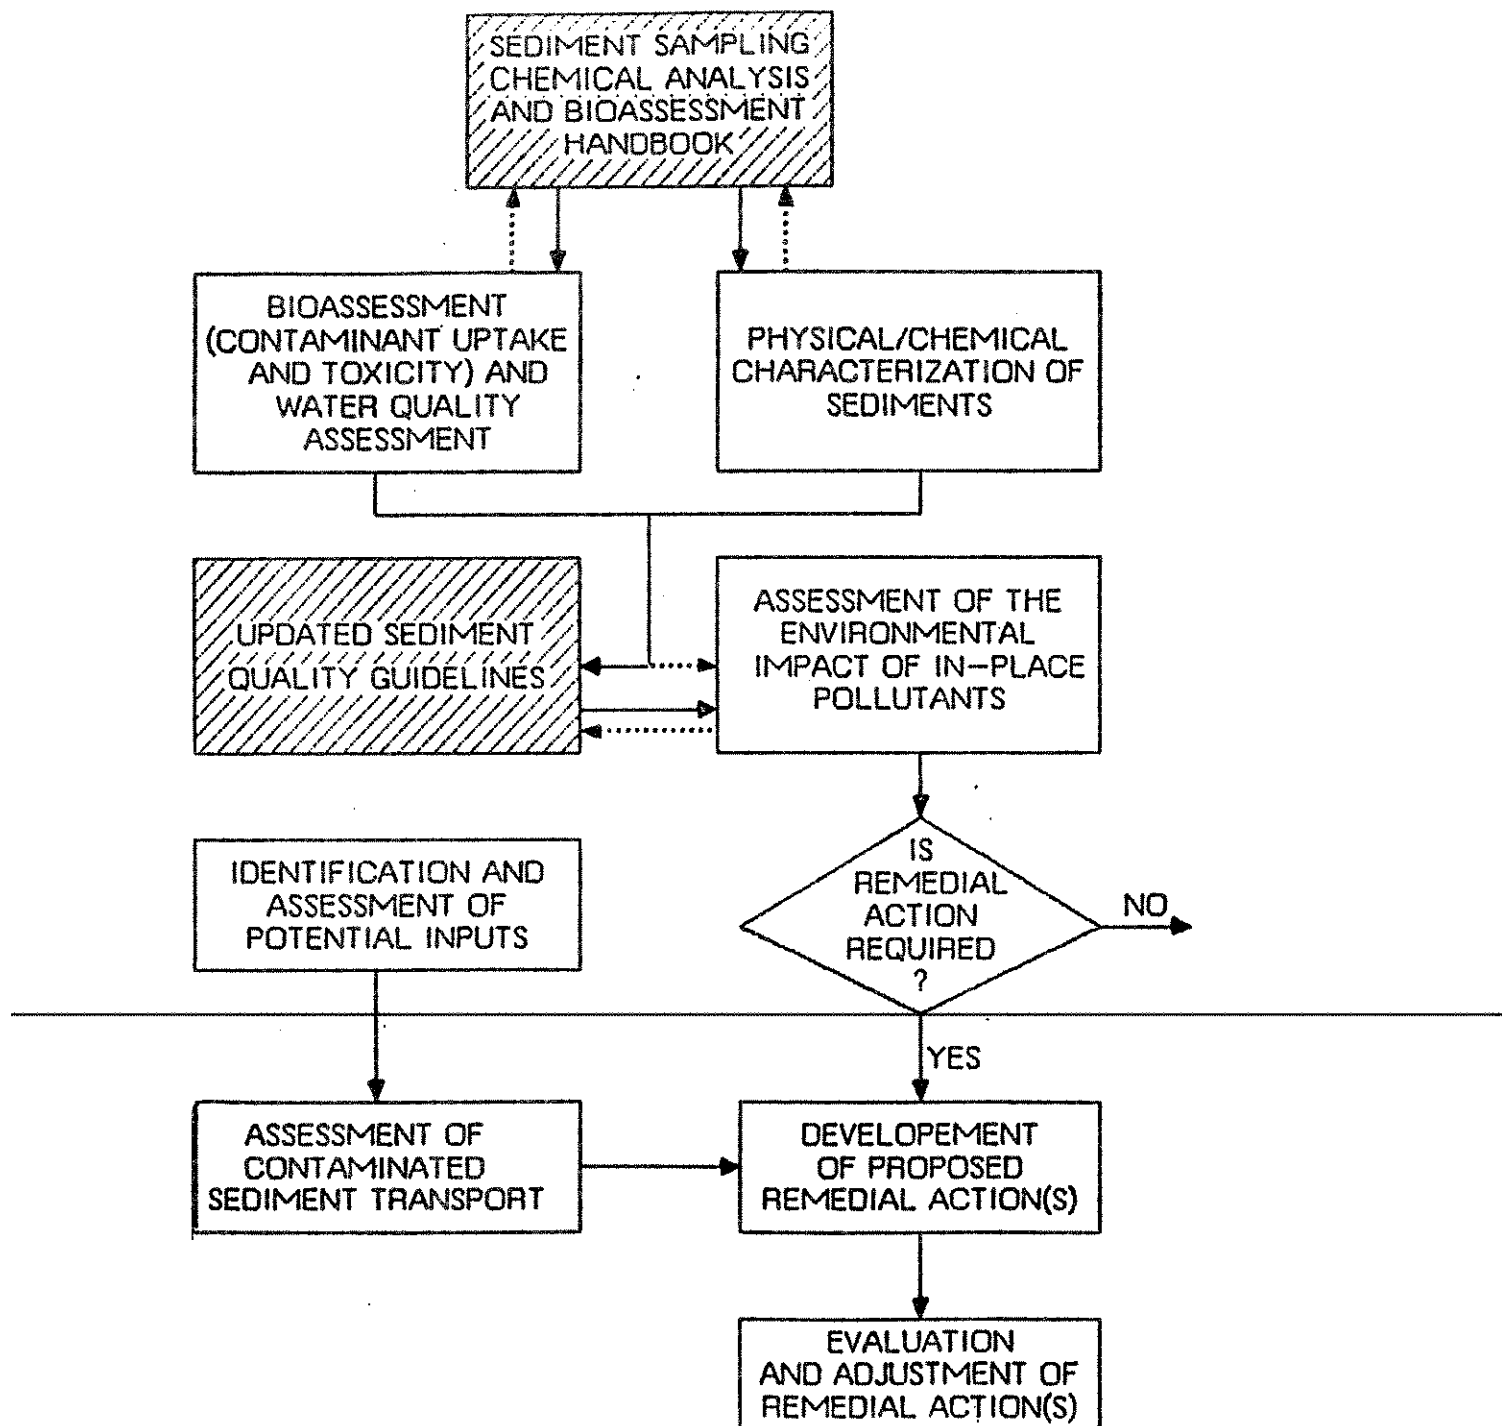 SEDIMENT SAMPLING
CHEMICAL ANALYSIS
AND BIOASSESSMENT
HANDBOOK
BIOASSESSMENT
(CONTAMINANT UPTAKE
AND TOXICITY) AND
WATER QUALITY
ASSESSMENT
PHYSICAL/CHEMICAL
CHARACTERIZATION OF
SEDIMENTS
UPDATED SEDIMENT
QUALITY GUIDELINES
ASSESSMENT OF THE
ENVIRONMENTAL
IMPACT OF IN-PLACE
POLLUTANTS
IDENTIFICATION AND
ASSESSMENT OF
POTENTIAL INPUTS
IS
REMEDIAL
ACTION
REQUIRED
?
NO
YES
ASSESSMENT OF
CONTAMINATED
SEDIMENT TRANSPORT
DEVELOPEMENT
OF PROPOSED
REMEDIAL ACTION(S)
EVALUATION
AND ADJUSTMENT OF
REMEDIAL ACTION(S)